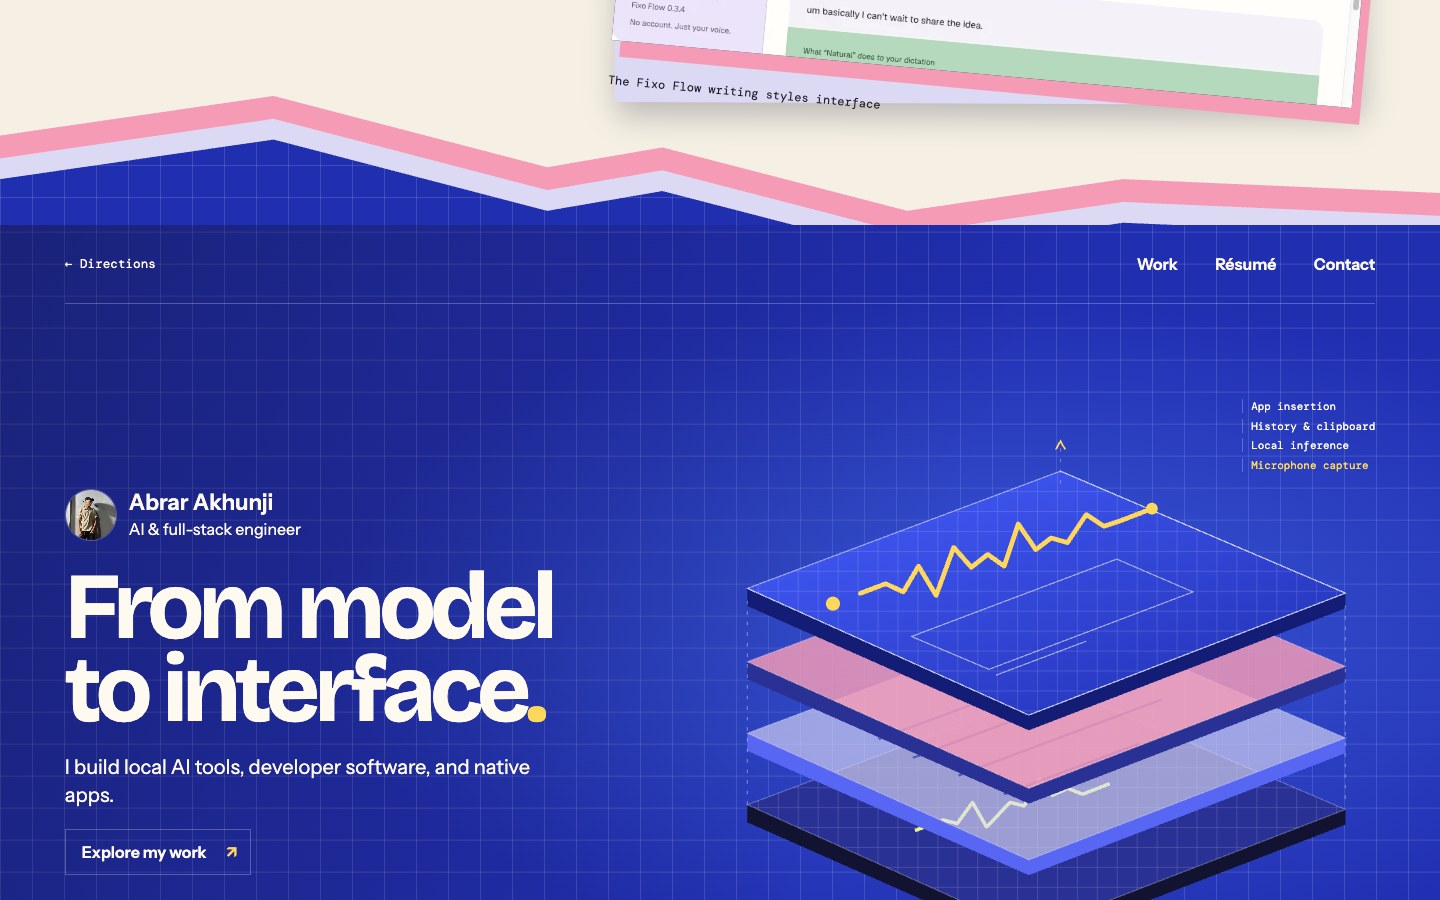 Fixo Flow 0.3.4
No account. Just your voice.
um basically I can't wait to share the idea.
What "Natural" does to your dictation
The Fixo Flow writing styles interface
← Directions
Work
Résumé
Contact
App insertion
History & clipboard
Local inference
Microphone capture
Abrar Akhunji
AI & full-stack engineer
From model
to interface.
I build local AI tools, developer software, and native
apps.
Explore my work